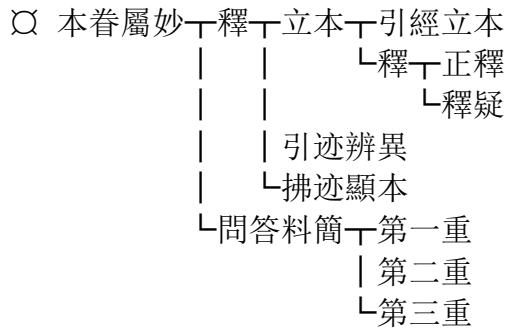 ¤ 本眷屬妙┬釋┬立本┬引經立本
└釋┬正釋
└釋疑
│引迹辨異
└拂迹顯本
└問答料簡┬第一重
│第二重
└第三重